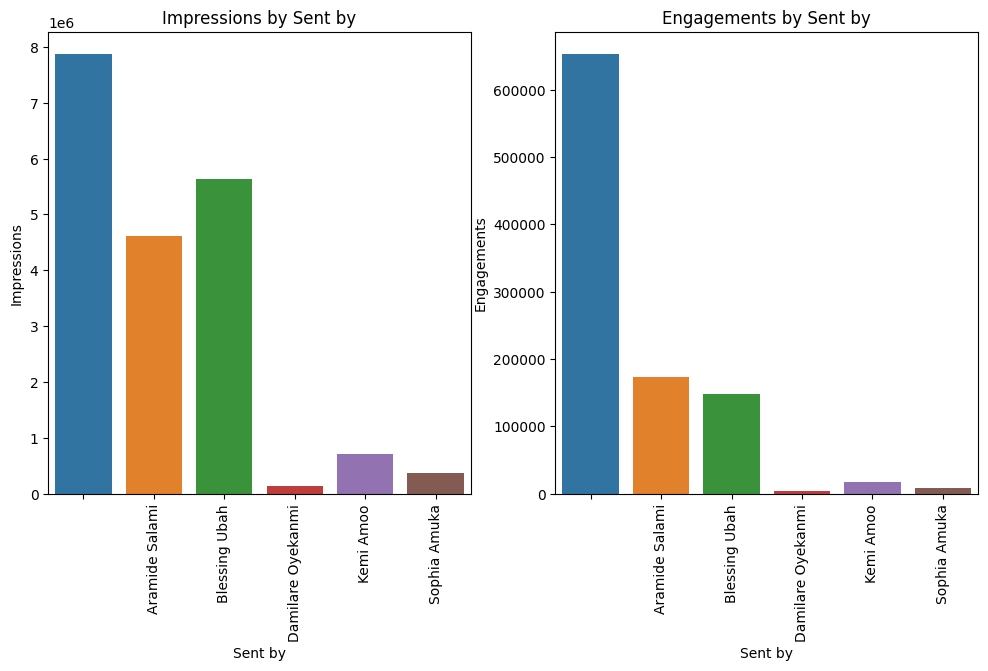 Impressions by Sent by
1e6
8
7
6
5
4
3
2
1
0
Impressions
Aramide Salami
Blessing Ubah
Damilare Oyekanmi
Kemi Amoo
Sophia Amuka
Sent by
Engagements by Sent by
600000
500000
400000
300000
200000
100000
0
Engagements
Aramide Salami
Blessing Ubah
Damilare Oyekanmi
Kemi Amoo
Sophia Amuka
Sent by